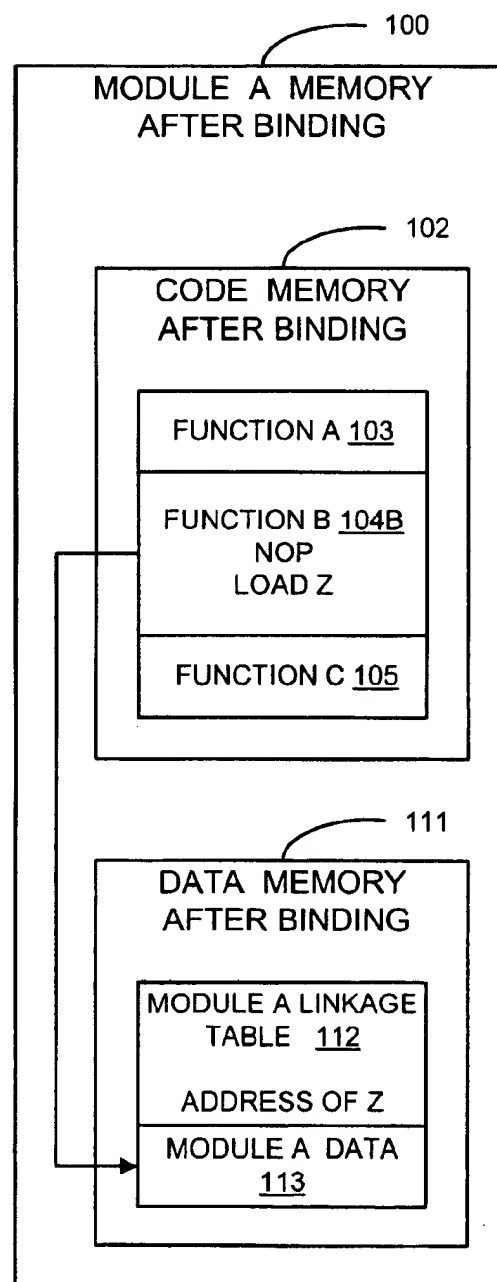 100
MODULE A MEMORY
AFTER BINDING
102
CODE MEMORY
AFTER BINDING
FUNCTION A 103
FUNCTION B 104B
NOP
LOAD Z
FUNCTION C 105
111
DATA MEMORY
AFTER BINDING
MODULE A LINKAGE
TABLE 112
ADDRESS OF Z
MODULE A DATA
113